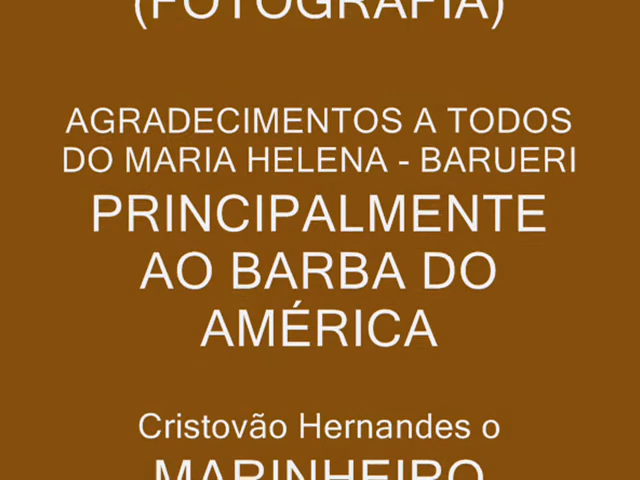 (FOTOGRAFIA)
AGRADECIMENTOS A TODOS
DO MARIA HELENA - BARUERI
PRINCIPALMENTE
AO BARBA DO
AMÉRICA
Cristovão Hernandes o
MARINHEIRO